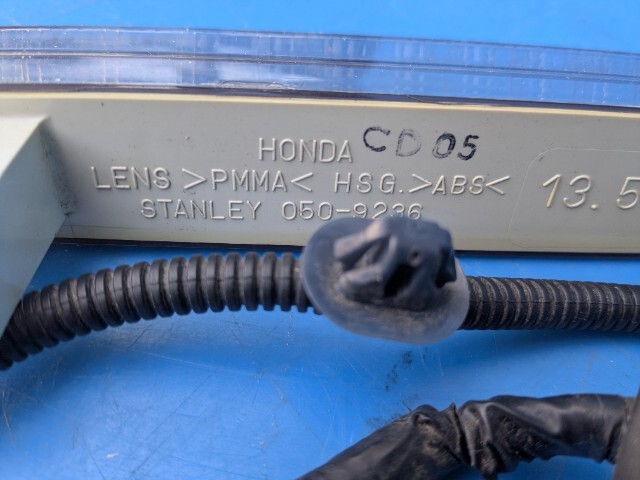 HONDA CD05
LENS >PMMA< HSG.>ABS< 13.5
STANLEY 050-9236